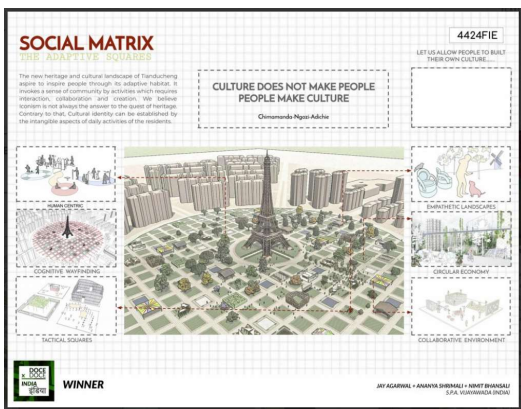 SOCIAL MATRIX
THE ADAPTIVE SQUARES
4424FIE
LET US ALLOW PEOPLE TO BUILT
THEIR OWN CULTURE.....
The new heritage and cultural landscape of Tianducheng
aspire to inspire people through its adaptive habitat. It
invokes a sense of community by activities which requires
interaction, collaboration and creation. We believe
iconism is not always the answer to the quest of heritage.
Contrary to that, Cultural identity can be established by
the intangible aspects of daily activities of the residents.
CULTURE DOES NOT MAKE PEOPLE
PEOPLE MAKE CULTURE
Chimamanda-Ngozi-Adichie
HUMAN CENTRIC
COGNITIVE WAYFINDING
TACTICAL SQUARES
EMPATHETIC LANDSCAPES
CIRCULAR ECONOMY
COLLABORATIVE ENVIRONMENT
DOCE
x DOCE
INDIA
इंडिया
WINNER
JAY AGARWAL + ANANYA SHRIMALI + NIMIT BHANSALI
S.P.A. VIJAYAWADA (INDIA)